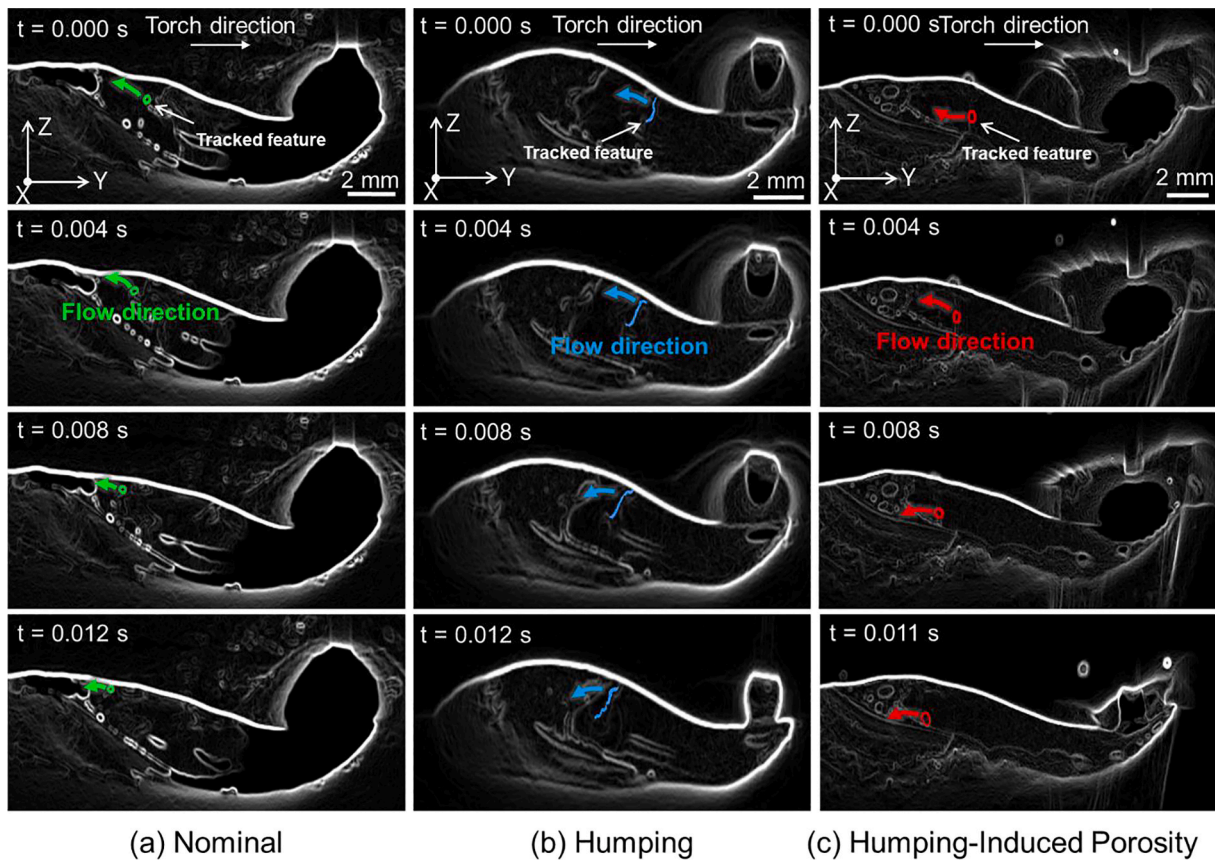 t = 0.000 s
Torch direction
Tracked feature
Z
X
Y
2 mm
t = 0.004 s
Flow direction
t = 0.008 s
t = 0.012 s
(a) Nominal
t = 0.000 s
Torch direction
Tracked feature
Z
X
Y
2 mm
t = 0.004 s
Flow direction
t = 0.008 s
t = 0.012 s
(b) Humping
t = 0.000 s
Torch direction
Tracked feature
Z
X
Y
2 mm
t = 0.004 s
Flow direction
t = 0.008 s
t = 0.011 s
(c) Humping-Induced Porosity